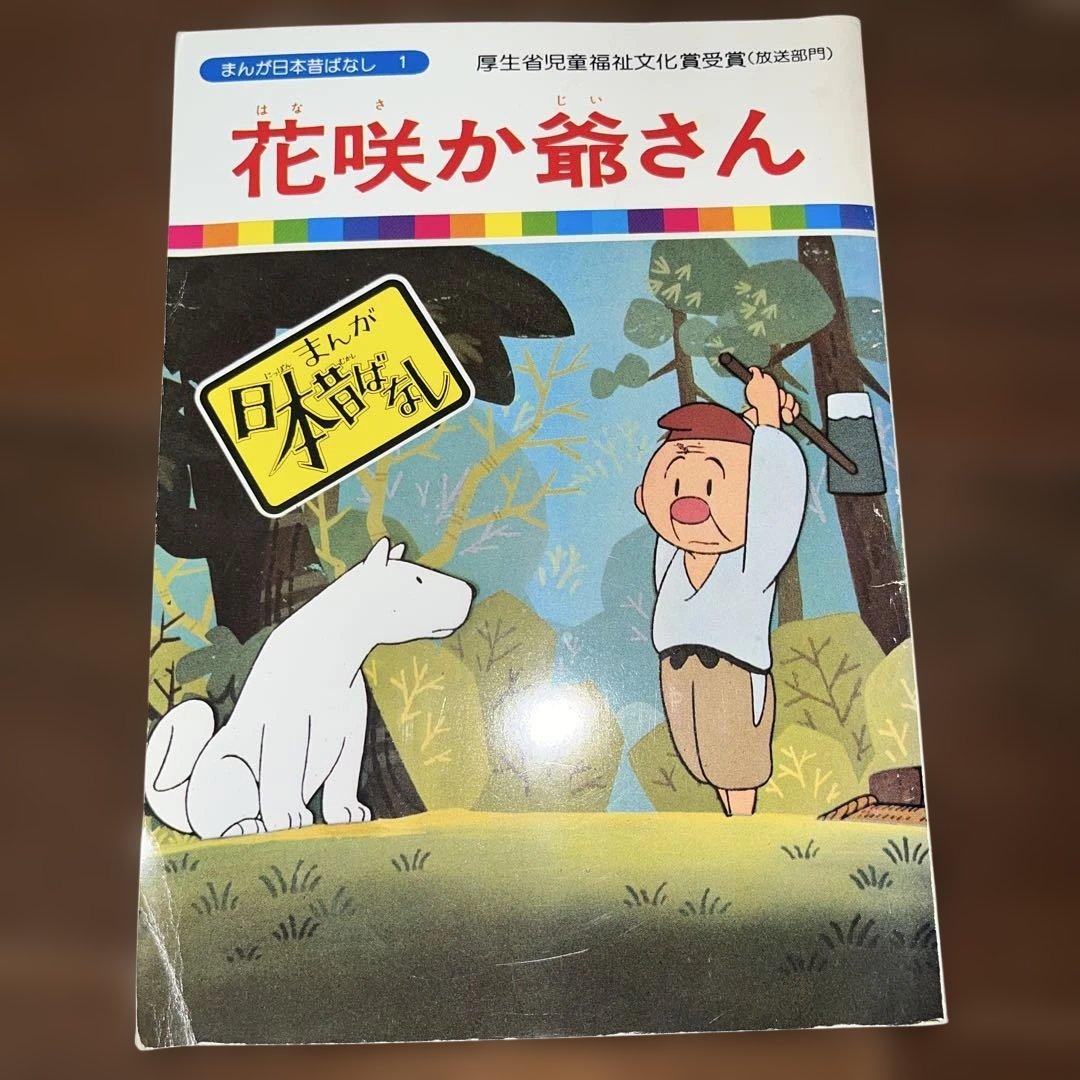 まんが日本昔ばなし 1
厚生省児童福祉文化賞受賞(放送部門)
はな さ じい
花咲か爺さん
まんが
にっぽん むかし
日本昔ばなし